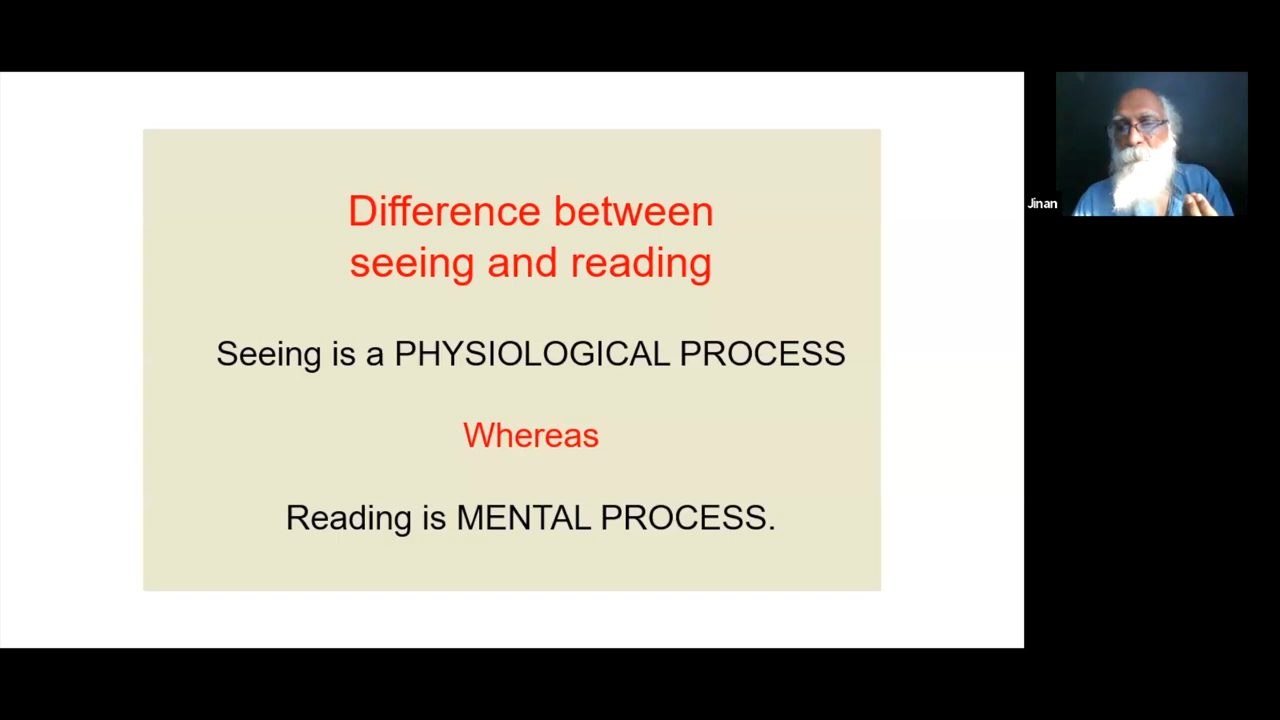 Difference between
seeing and reading
Seeing is a PHYSIOLOGICAL PROCESS
Whereas
Reading is MENTAL PROCESS.
Jinan